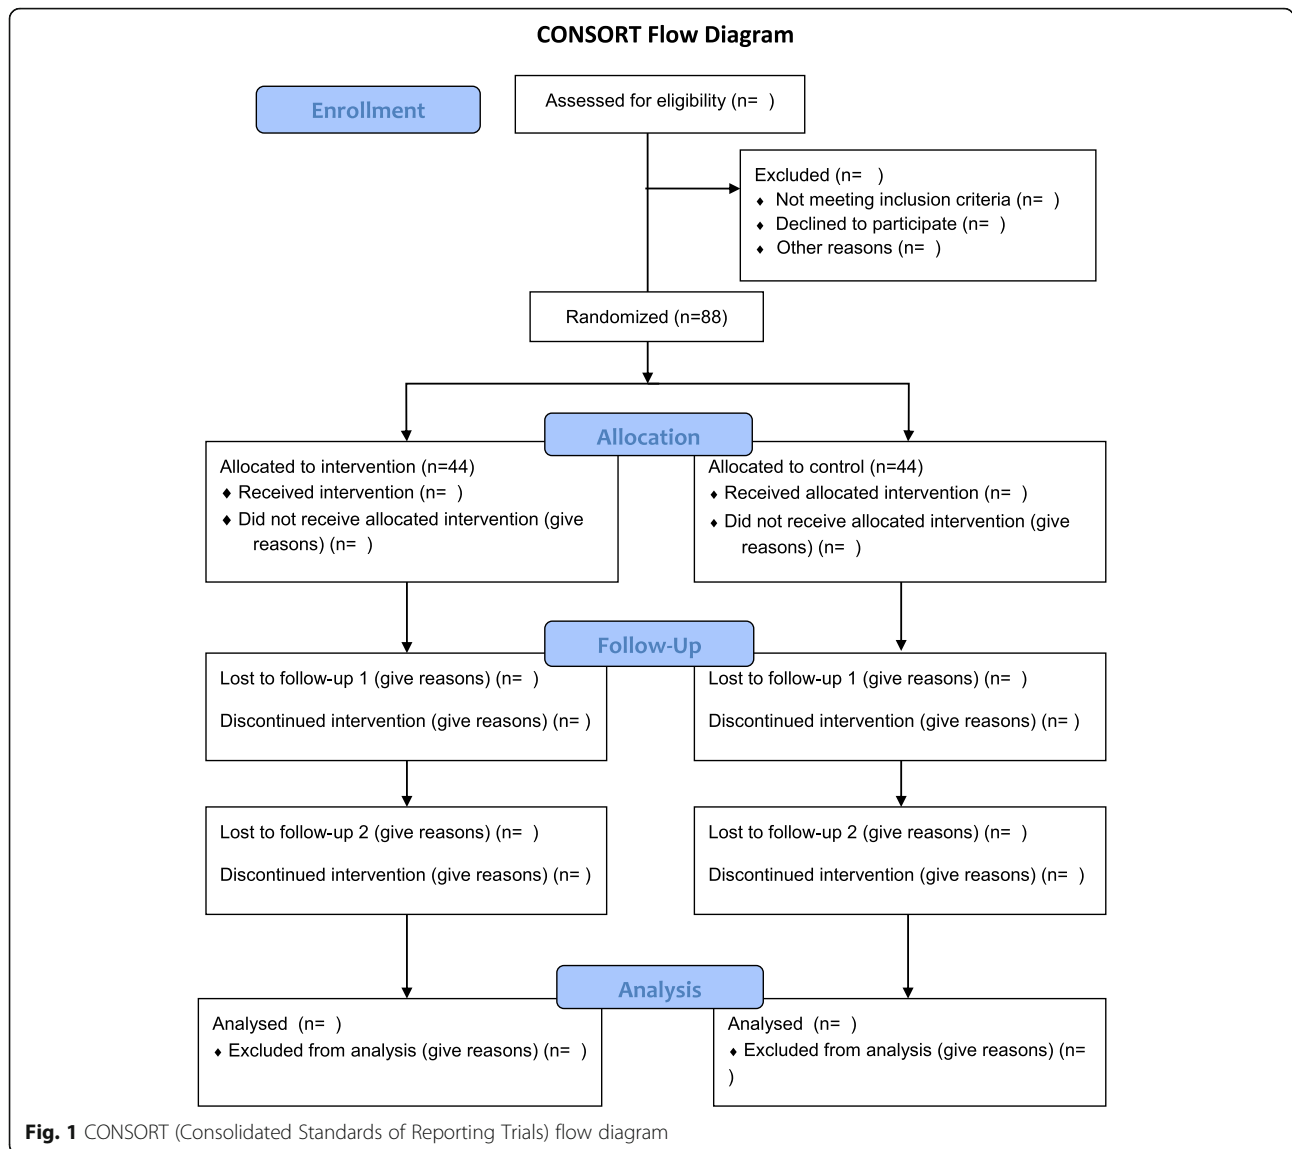 CONSORT Flow Diagram
Enrollment
Assessed for eligibility (n=  )
Excluded (n=   )
♦ Not meeting inclusion criteria (n=  )
♦ Declined to participate (n=  )
♦ Other reasons (n=  )
Randomized (n=88)
Allocation
Allocated to intervention (n=44)
♦ Received intervention (n=  )
♦ Did not receive allocated intervention (give
reasons) (n=  )
Allocated to control (n=44)
♦ Received allocated intervention (n=  )
♦ Did not receive allocated intervention (give
reasons) (n=  )
Follow-Up
Lost to follow-up 1 (give reasons) (n=  )
Discontinued intervention (give reasons) (n= )
Lost to follow-up 1 (give reasons) (n=  )
Discontinued intervention (give reasons) (n= )
Lost to follow-up 2 (give reasons) (n=  )
Discontinued intervention (give reasons) (n= )
Lost to follow-up 2 (give reasons) (n=  )
Discontinued intervention (give reasons) (n=  )
Analysis
Analysed  (n=  )
♦ Excluded from analysis (give reasons) (n=  )
Analysed  (n=  )
♦ Excluded from analysis (give reasons) (n=
)
Fig. 1 CONSORT (Consolidated Standards of Reporting Trials) flow diagram